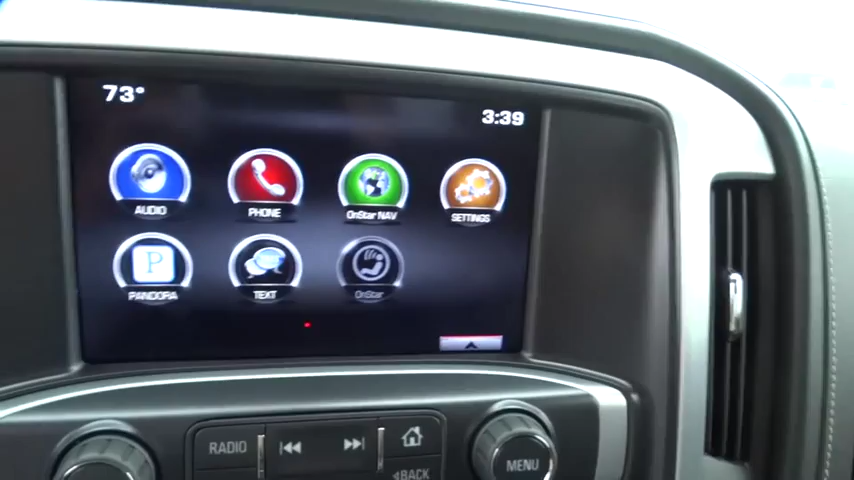 73°
3:39
AUDIO
PHONE
OnStar NAV
SETTINGS
P
PANDORA
TEXT
OnStar
RADIO
BACK
MENU